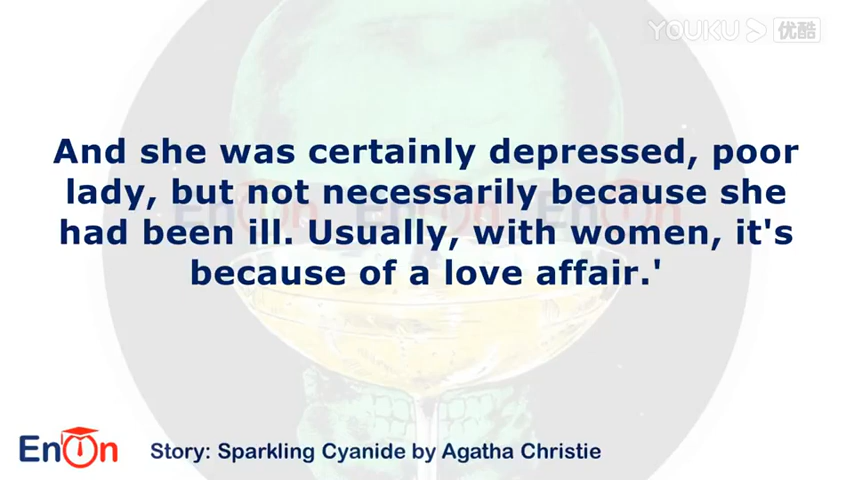 YOUKU 优酷
And she was certainly depressed, poor
lady, but not necessarily because she
had been ill. Usually, with women, it's
because of a love affair.'
EnOn
Story: Sparkling Cyanide by Agatha Christie